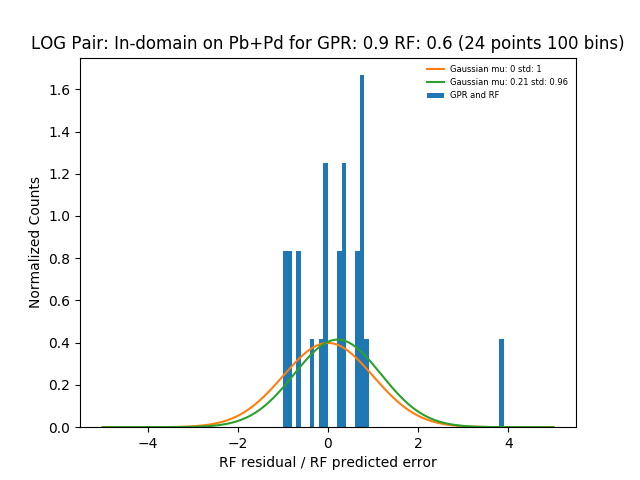 LOG Pair: In-domain on Pb+Pd for GPR: 0.9 RF: 0.6 (24 points 100 bins)
Gaussian mu: 0 std: 1
Gaussian mu: 0.21 std: 0.96
GPR and RF
Normalized Counts
1.6
1.4
1.2
1.0
0.8
0.6
0.4
0.2
0.0
−4 −2 0 2 4
RF residual / RF predicted error